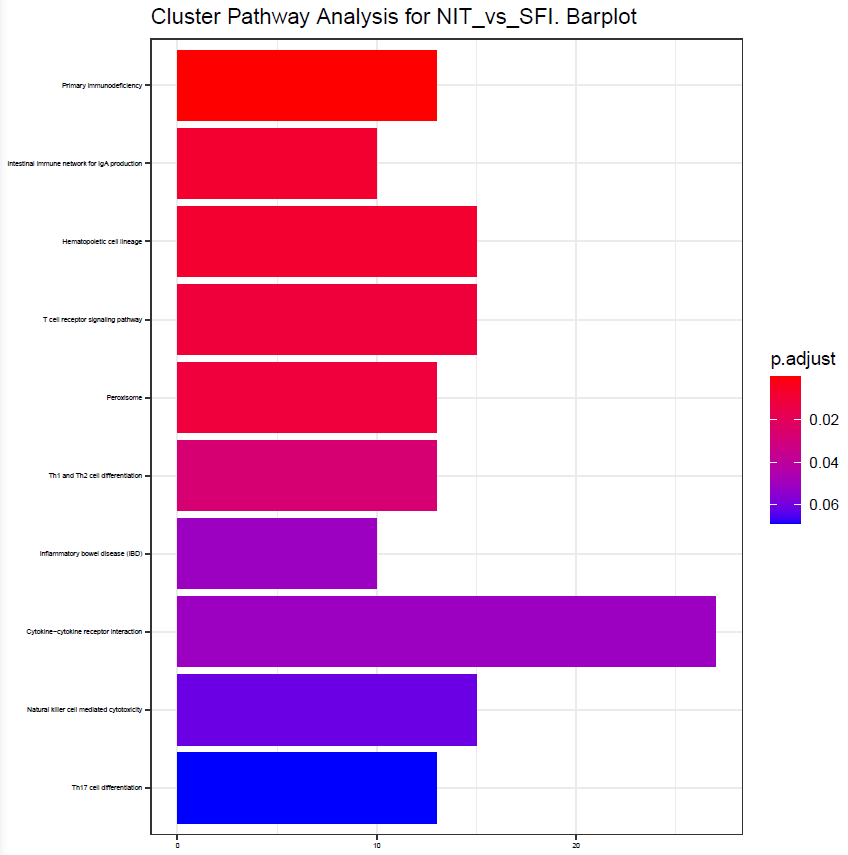 Cluster Pathway Analysis for NIT_vs_SFI. Barplot
Primary immunodeficiency
Intestinal immune network for IgA production
Hematopoietic cell lineage
T cell receptor signaling pathway
Peroxisome
Th1 and Th2 cell differentiation
Inflammatory bowel disease (IBD)
Cytokine−cytokine receptor interaction
Natural killer cell mediated cytotoxicity
Th17 cell differentiation
0 10 20
p.adjust
0.02
0.04
0.06